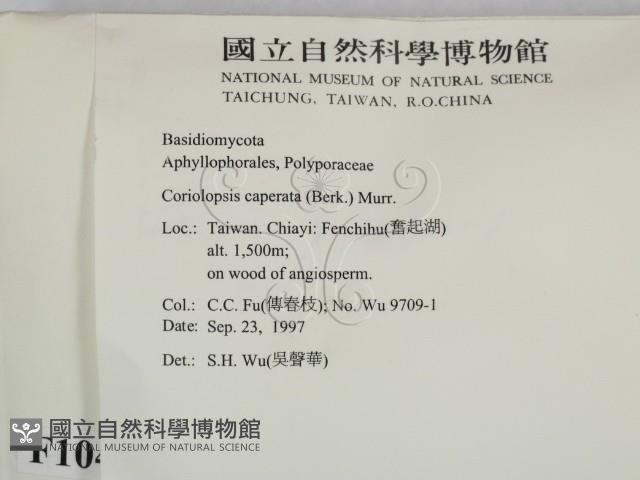 國立自然科學博物館
NATIONAL MUSEUM OF NATURAL SCIENCE
TAICHUNG, TAIWAN, R.O.CHINA
Basidiomycota
Aphyllophorales, Polyporaceae
Coriolopsis caperata (Berk.) Murr.
Loc.: Taiwan. Chiayi: Fenchihu(奮起湖)
alt. 1,500m;
on wood of angiosperm.
Col.: C.C. Fu(傅春枝); No. Wu 9709-1
Date: Sep. 23, 1997
Det.: S.H. Wu(吳聲華)
國立自然科學博物館
NATIONAL MUSEUM OF NATURAL SCIENCE